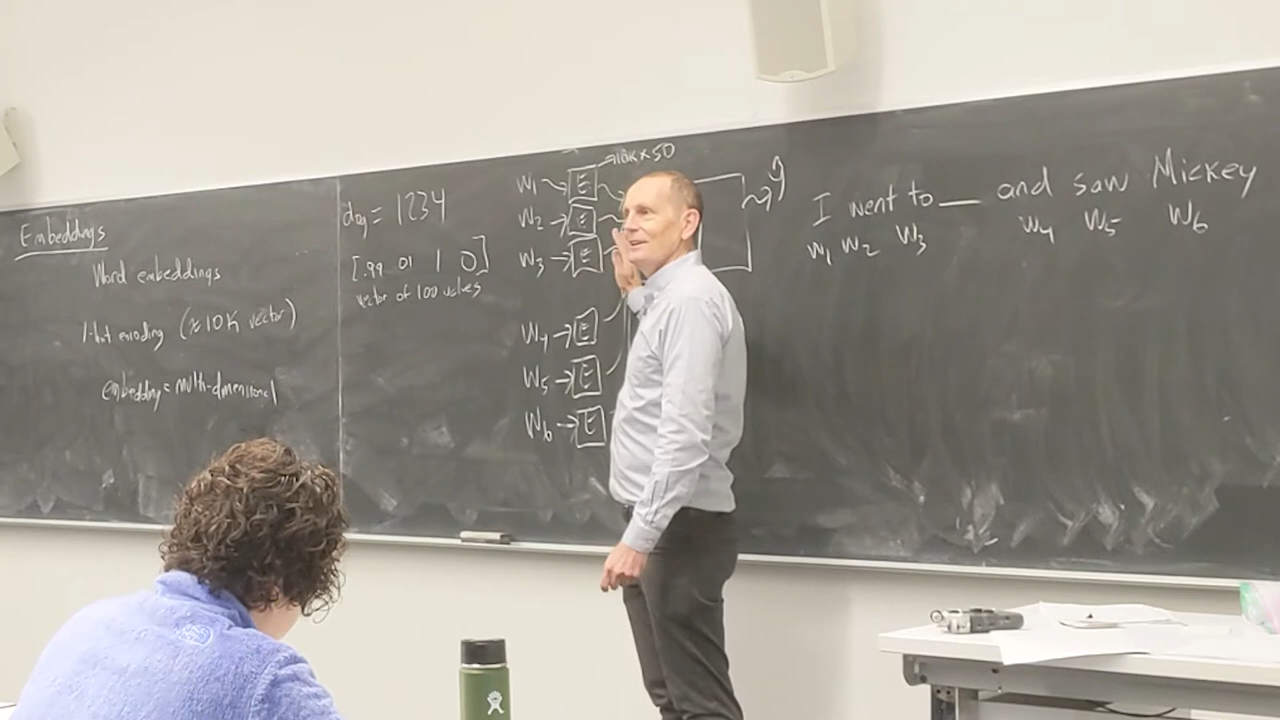 Embeddings
Word embeddings
1-hot encoding (≈10K vector)
embedding = multi-dimensional
dog = 1234
[.99 .01 1 0]
vector of 100 values
10K x 50
W1 → E
W2 → E
W3 → E
W4 → E
W5 → E
W6 → E
I went to ___ and saw Mickey
W1 W2 W3 W4 W5 W6